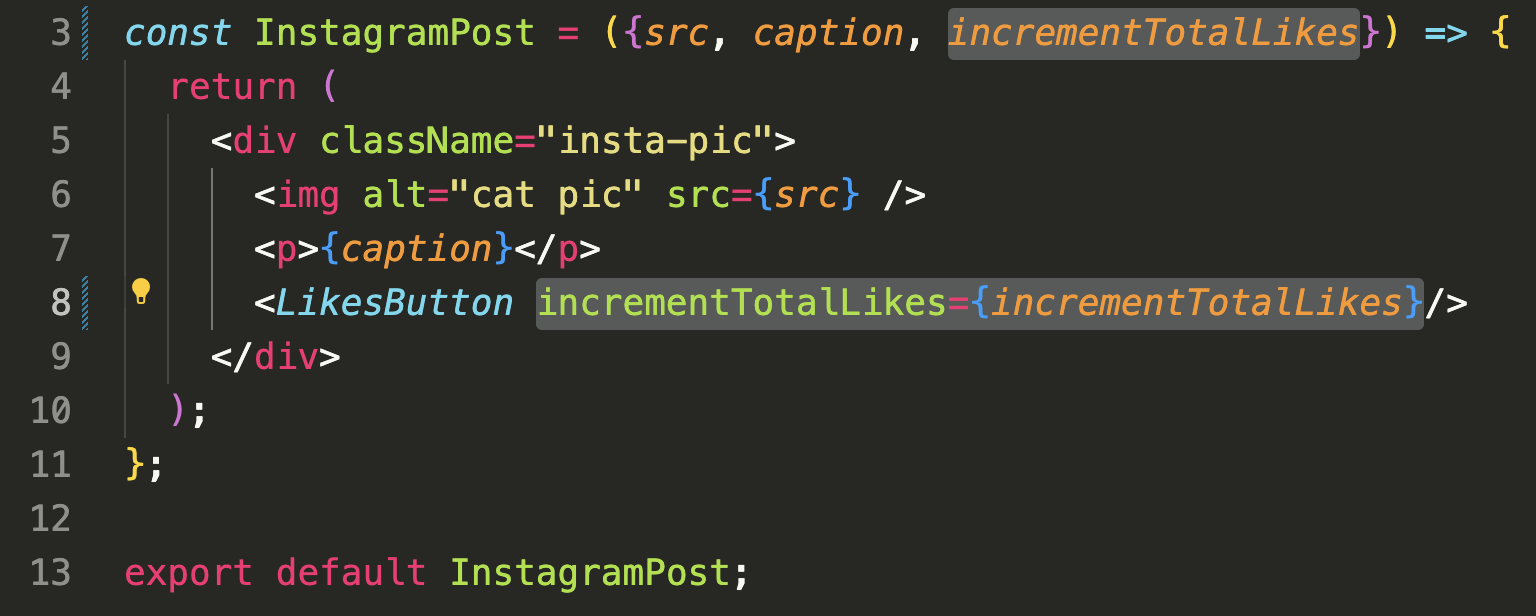 3 const InstagramPost = ({src, caption, incrementTotalLikes}) => {
4   return (
5     <div className="insta-pic">
6       <img alt="cat pic" src={src} />
7       <p>{caption}</p>
8       <LikesButton incrementTotalLikes={incrementTotalLikes}/>
9     </div>
10   );
11 };
12
13 export default InstagramPost;